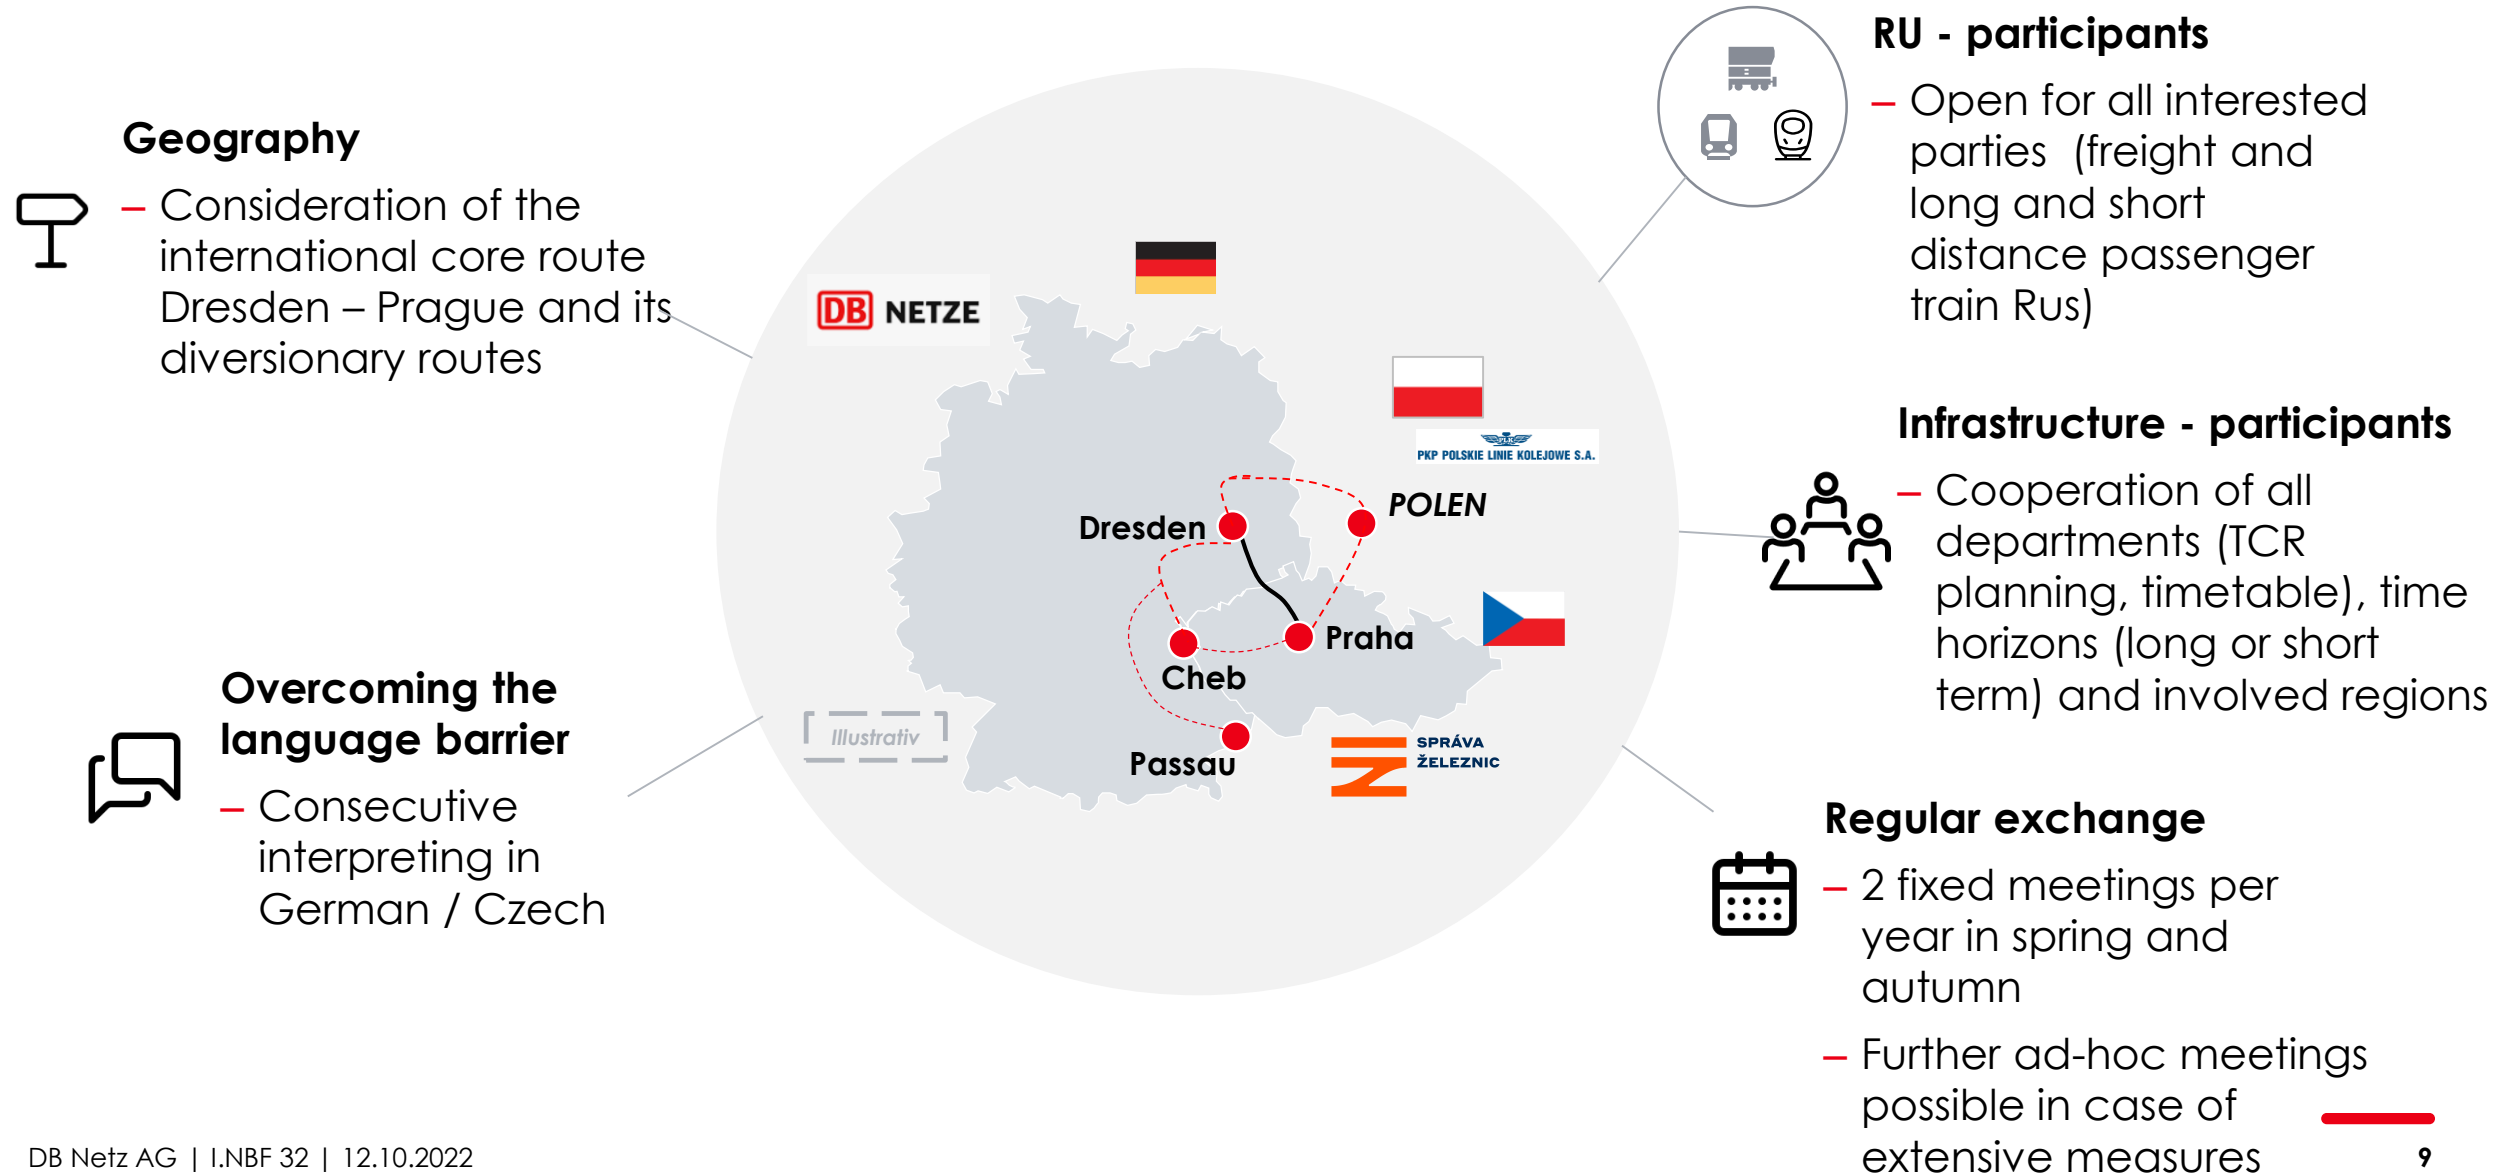 Geography
– Consideration of the
international core route
Dresden – Prague and its
diversionary routes
Overcoming the
language barrier
– Consecutive
interpreting in
German / Czech
DB NETZE
PLK
PKP POLSKIE LINIE KOLEJOWE S.A.
POLEN
Dresden
Praha
Cheb
Passau
Illustrativ
SPRÁVA
ŽELEZNIC
RU - participants
– Open for all interested
parties  (freight and
long and short
distance passenger
train Rus)
Infrastructure - participants
– Cooperation of all
departments (TCR
planning, timetable), time
horizons (long or short
term) and involved regions
Regular exchange
– 2 fixed meetings per
year in spring and
autumn
– Further ad-hoc meetings
possible in case of
extensive measures
DB Netz AG | I.NBF 32 | 12.10.2022
9